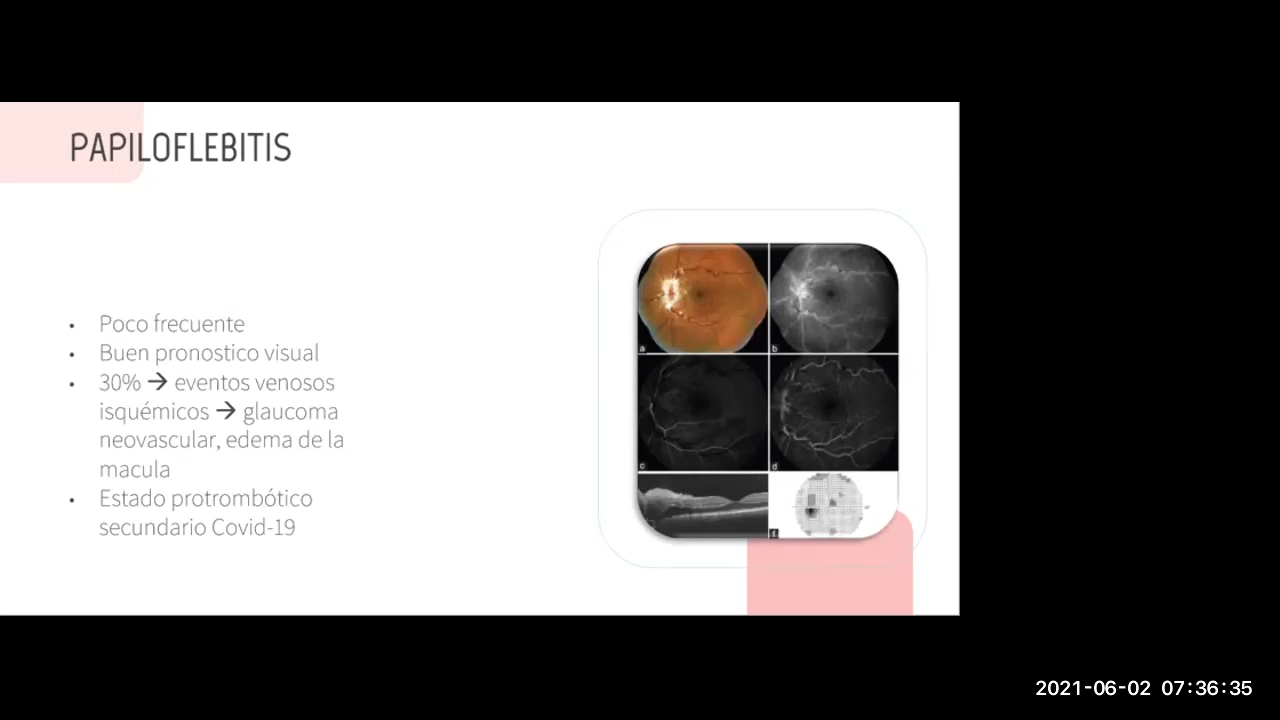 PAPILOFLEBITIS
• Poco frecuente
• Buen pronostico visual
• 30% → eventos venosos
isquémicos → glaucoma
neovascular, edema de la
macula
• Estado protrombótico
secundario Covid-19
a
b
c
d
f
2021-06-02 07:36:35